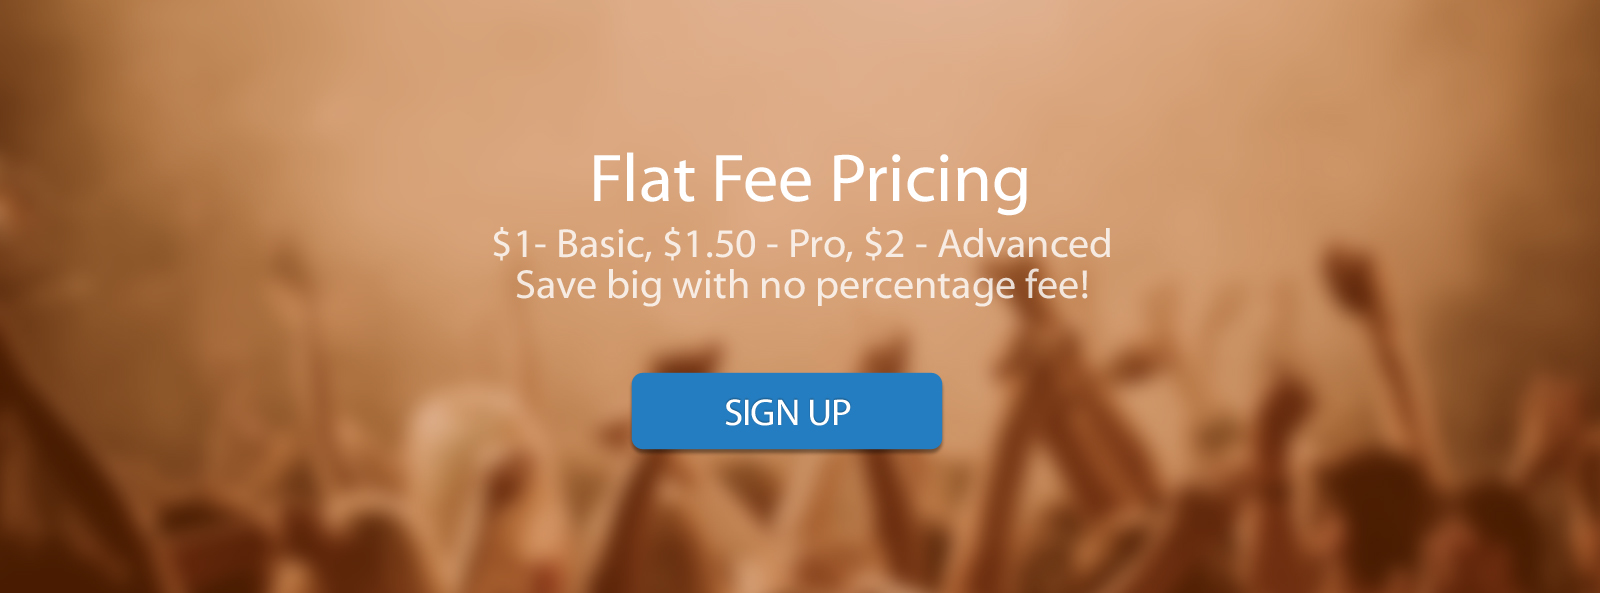 Flat Fee Pricing
$1- Basic, $1.50 - Pro, $2 - Advanced
Save big with no percentage fee!
SIGN UP